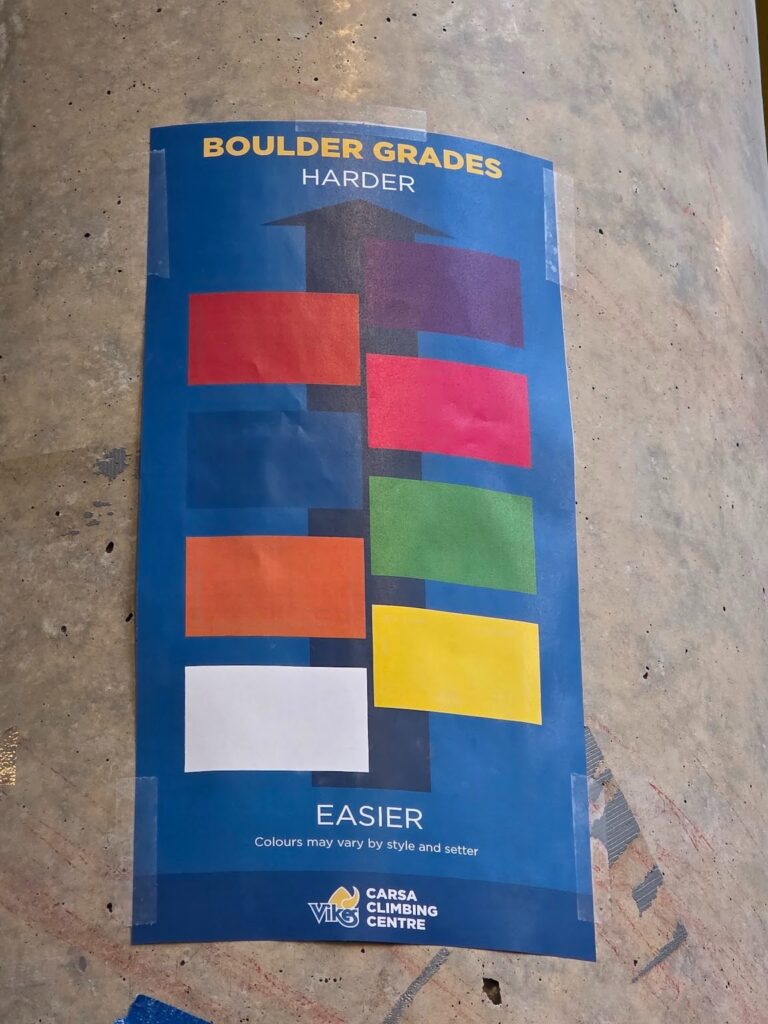 BOULDER GRADES
HARDER
EASIER
Colours may vary by style and setter
Vikes
CARSA
CLIMBING
CENTRE